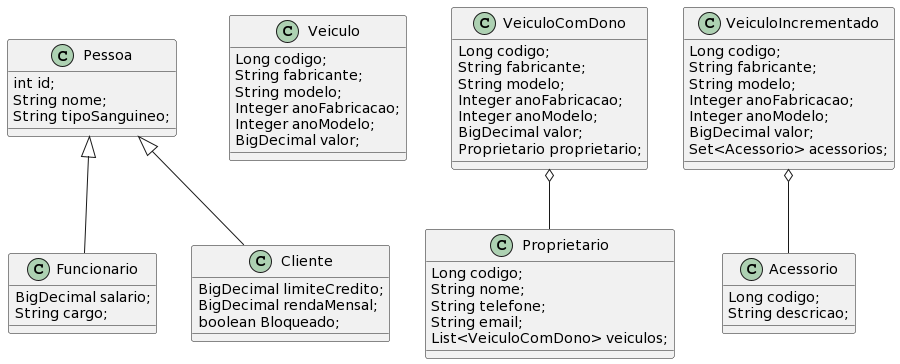 C Pessoa
int id;
String nome;
String tipoSanguineo;
C Veiculo
Long codigo;
String fabricante;
String modelo;
Integer anoFabricacao;
Integer anoModelo;
BigDecimal valor;
C VeiculoComDono
Long codigo;
String fabricante;
String modelo;
Integer anoFabricacao;
Integer anoModelo;
BigDecimal valor;
Proprietario proprietario;
C VeiculoIncrementado
Long codigo;
String fabricante;
String modelo;
Integer anoFabricacao;
Integer anoModelo;
BigDecimal valor;
Set<Acessorio> acessorios;
C Funcionario
BigDecimal salario;
String cargo;
C Cliente
BigDecimal limiteCredito;
BigDecimal rendaMensal;
boolean Bloqueado;
C Proprietario
Long codigo;
String nome;
String telefone;
String email;
List<VeiculoComDono> veiculos;
C Acessorio
Long codigo;
String descricao;